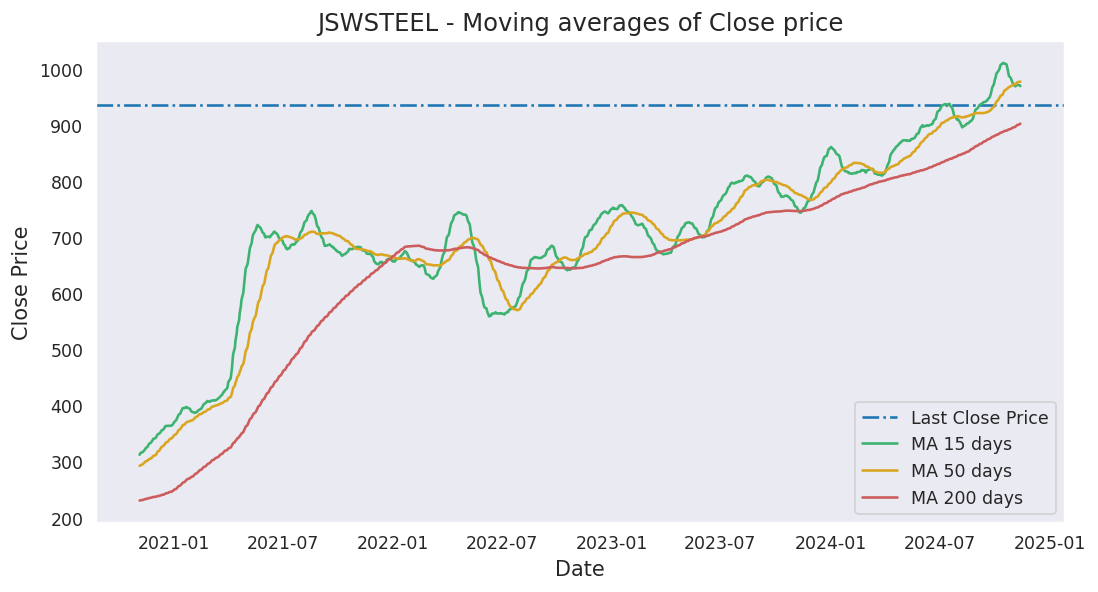 JSWSTEEL - Moving averages of Close price
Close Price
1000
900
800
700
600
500
400
300
200
Last Close Price
MA 15 days
MA 50 days
MA 200 days
2021-01 2021-07 2022-01 2022-07 2023-01 2023-07 2024-01 2024-07 2025-01
Date